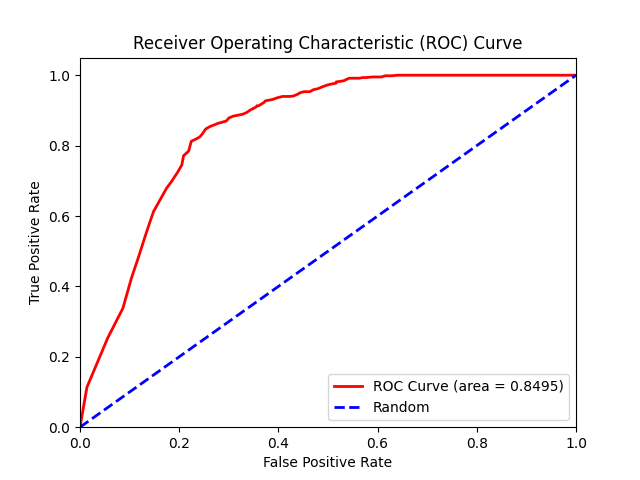 Receiver Operating Characteristic (ROC) Curve
True Positive Rate
1.0
0.8
0.6
0.4
0.2
0.0
ROC Curve (area = 0.8495)
Random
0.0 0.2 0.4 0.6 0.8 1.0
False Positive Rate